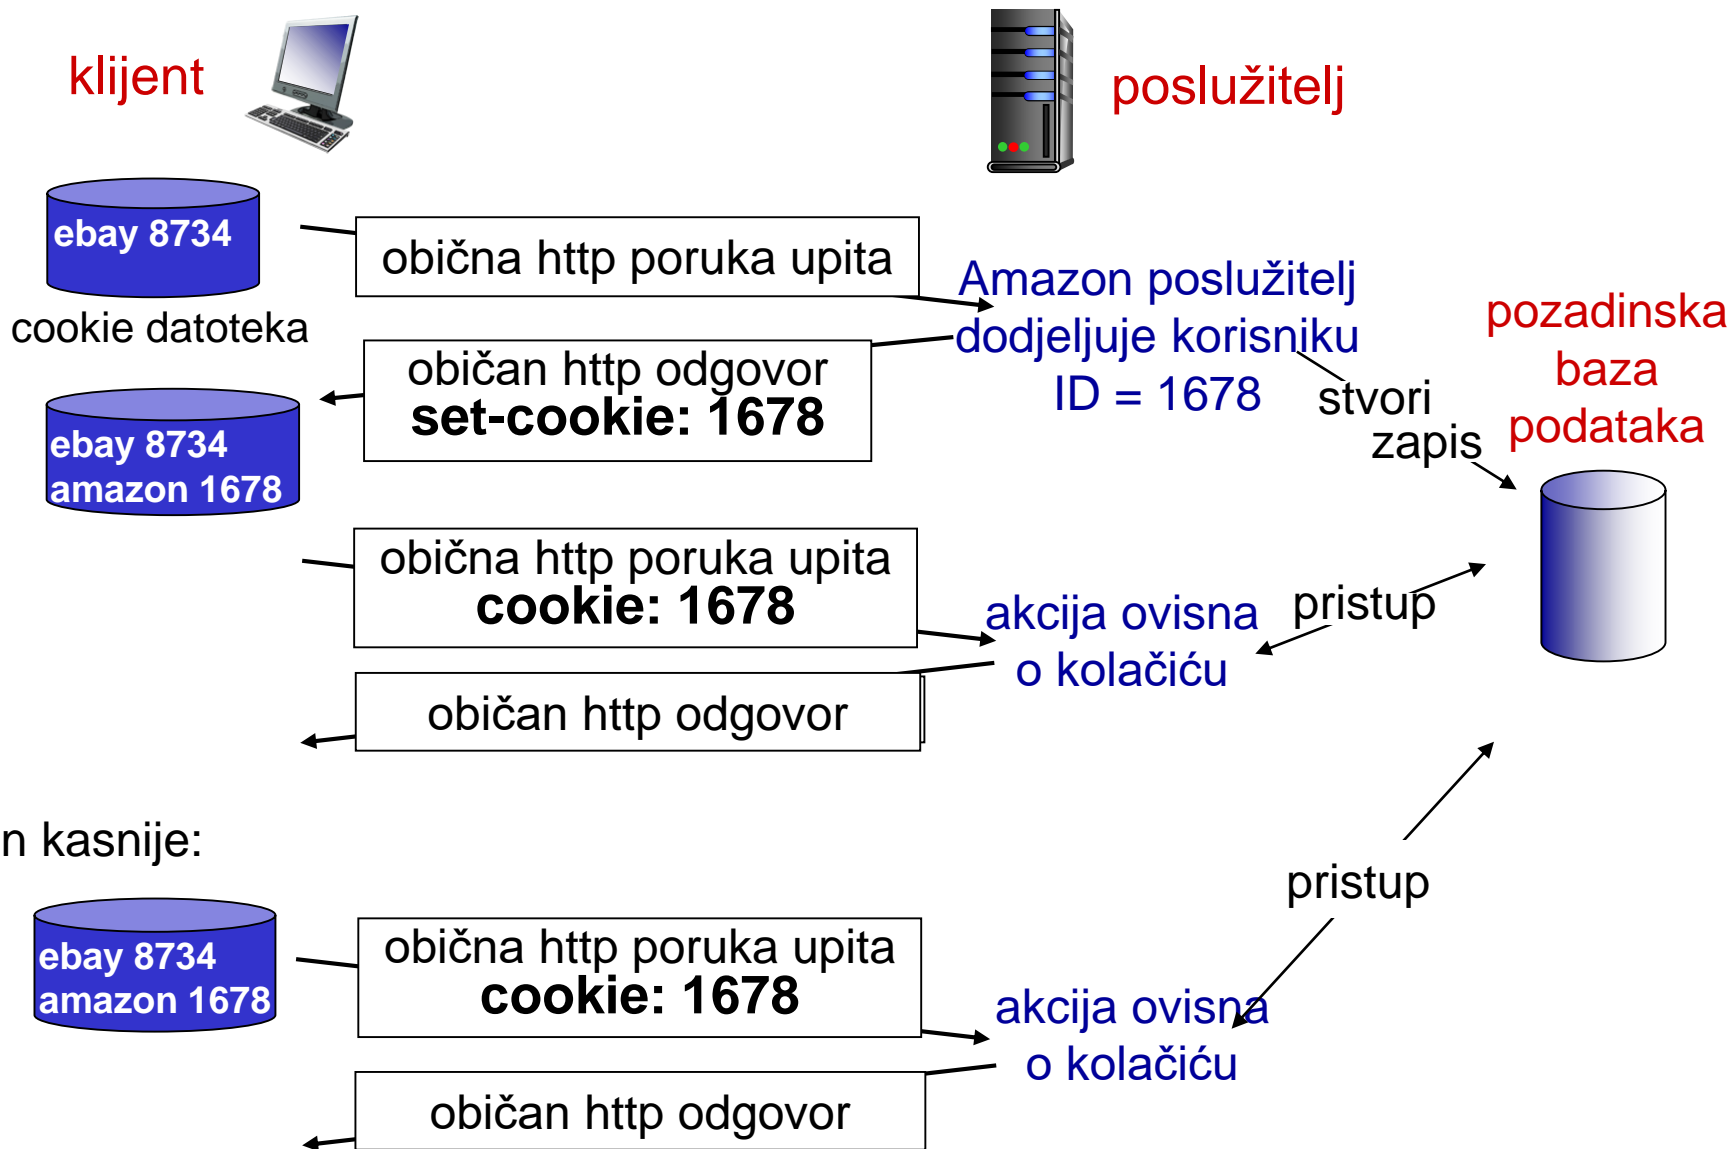 klijent
poslužitelj
ebay 8734
cookie datoteka
obična http poruka upita
Amazon poslužitelj
dodjeljuje korisniku
ID = 1678
pozadinska
baza
podataka
običan http odgovor
set-cookie: 1678
stvori
zapis
ebay 8734
amazon 1678
obična http poruka upita
cookie: 1678
akcija ovisna
o kolačiću
pristup
običan http odgovor
n kasnije:
pristup
ebay 8734
amazon 1678
obična http poruka upita
cookie: 1678
akcija ovisna
o kolačiću
običan http odgovor